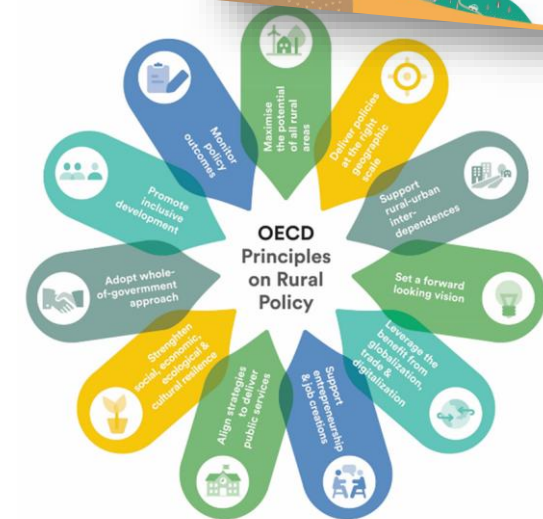 OECD
Principles
on Rural
Policy
Maximise
the potential
of all rural
areas
Deliver policies
at the right
geographic
scale
Support
rural-urban
inter-
dependences
Set a forward
looking vision
Leverage the
benefit from
globalization,
trade &
digitalization
Support
entrepreneurship
& job creations
Align strategies
to deliver
public services
Strenghten
social, economic,
ecological &
cultural resilence
Adopt whole-
of-government
approach
Promote
inclusive
development
Monitor
policy
outcomes